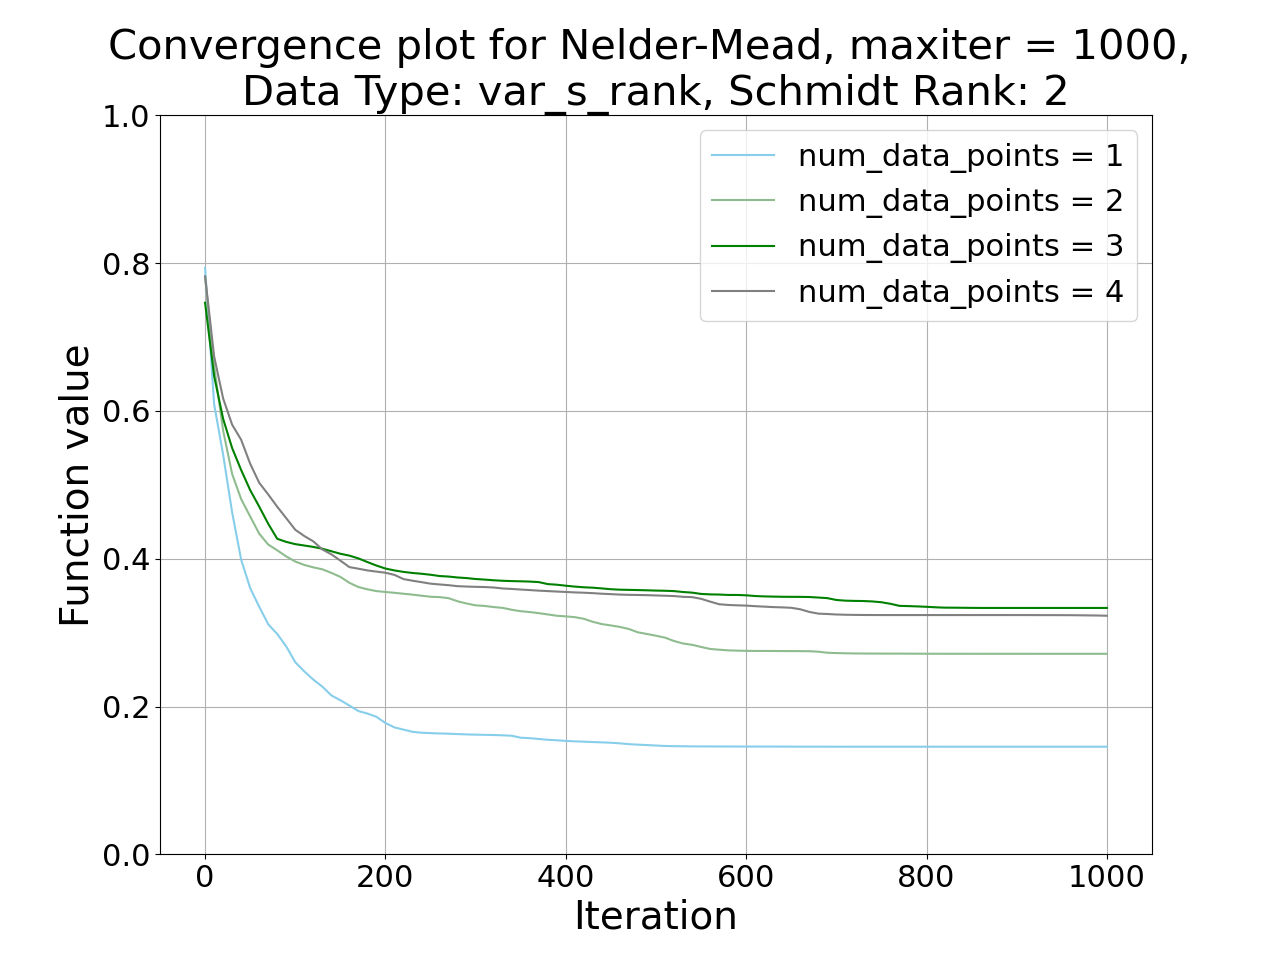 Convergence plot for Nelder-Mead, maxiter = 1000,
Data Type: var_s_rank, Schmidt Rank: 2
1.0
0.8
0.6
0.4
0.2
0.0
Function value
num_data_points = 1
num_data_points = 2
num_data_points = 3
num_data_points = 4
0 200 400 600 800 1000
Iteration